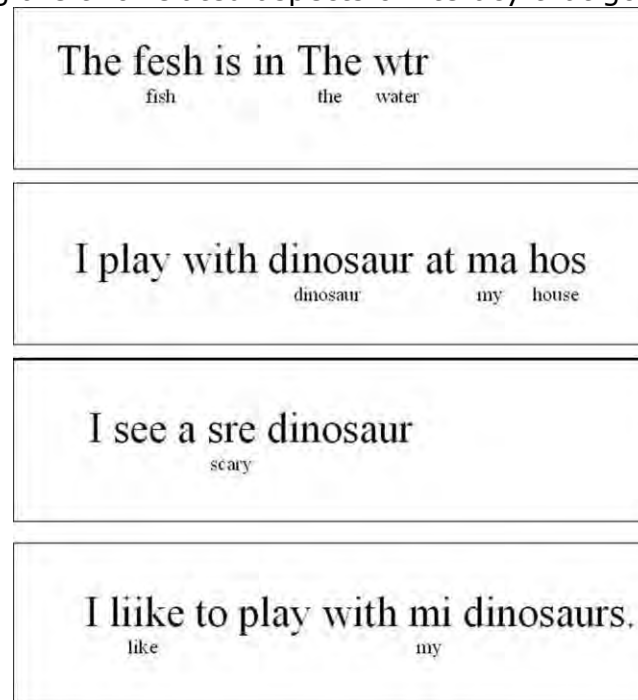 The fesh is in The wtr
fish the water
I play with dinosaur at ma hos
dinosaur my house
I see a sre dinosaur
scary
I liike to play with mi dinosaurs.
like my